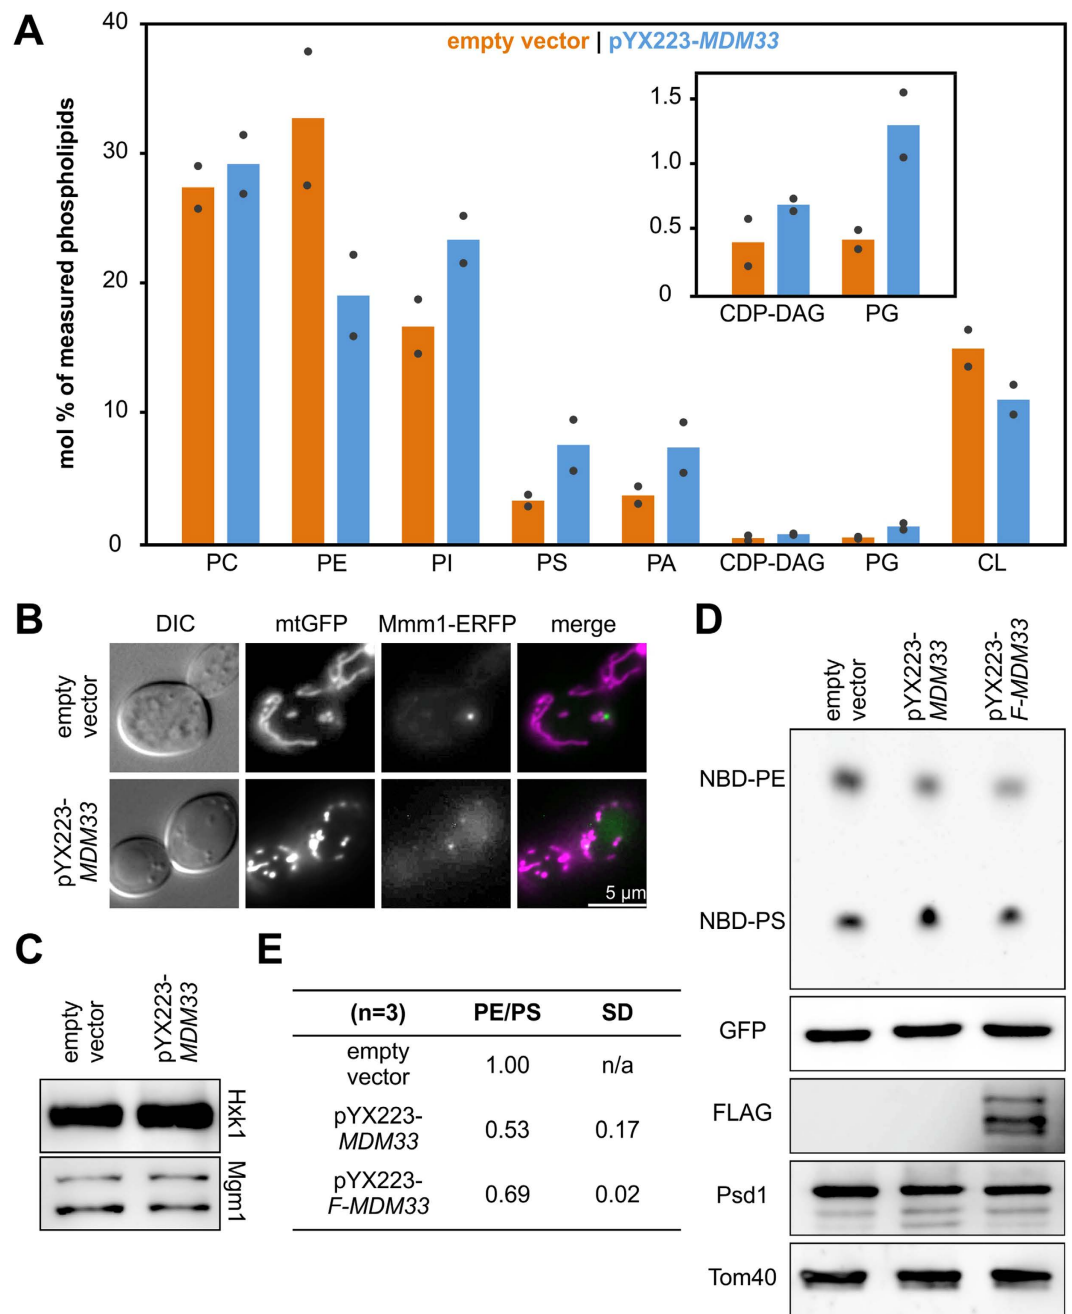 A
empty vector | pYX223-MDM33
mol % of measured phospholipids
40
30
20
10
0
1.5
1.0
0.5
0
CDP-DAG PG
PC PE PI PS PA CDP-DAG PG CL
B
DIC mtGFP Mmm1-ERFP merge
empty
vector
pYX223-
MDM33
5 µm
C
empty
vector
pYX223-
MDM33
Hxk1
Mgm1
E
(n=3) PE/PS SD
empty
vector
1.00 n/a
pYX223-
MDM33
0.53 0.17
pYX223-
F-MDM33
0.69 0.02
D
empty
vector
pYX223-
MDM33
pYX223-
F-MDM33
NBD-PE
NBD-PS
GFP
FLAG
Psd1
Tom40